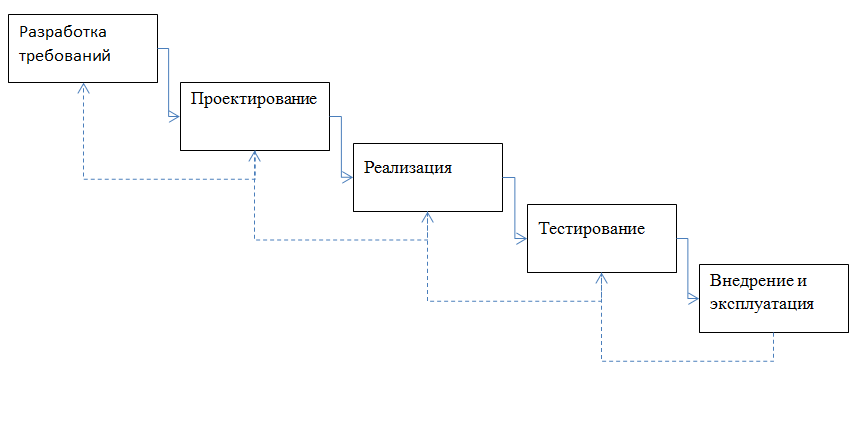 Разработка
требований
Проектирование
Реализация
Тестирование
Внедрение и
эксплуатация